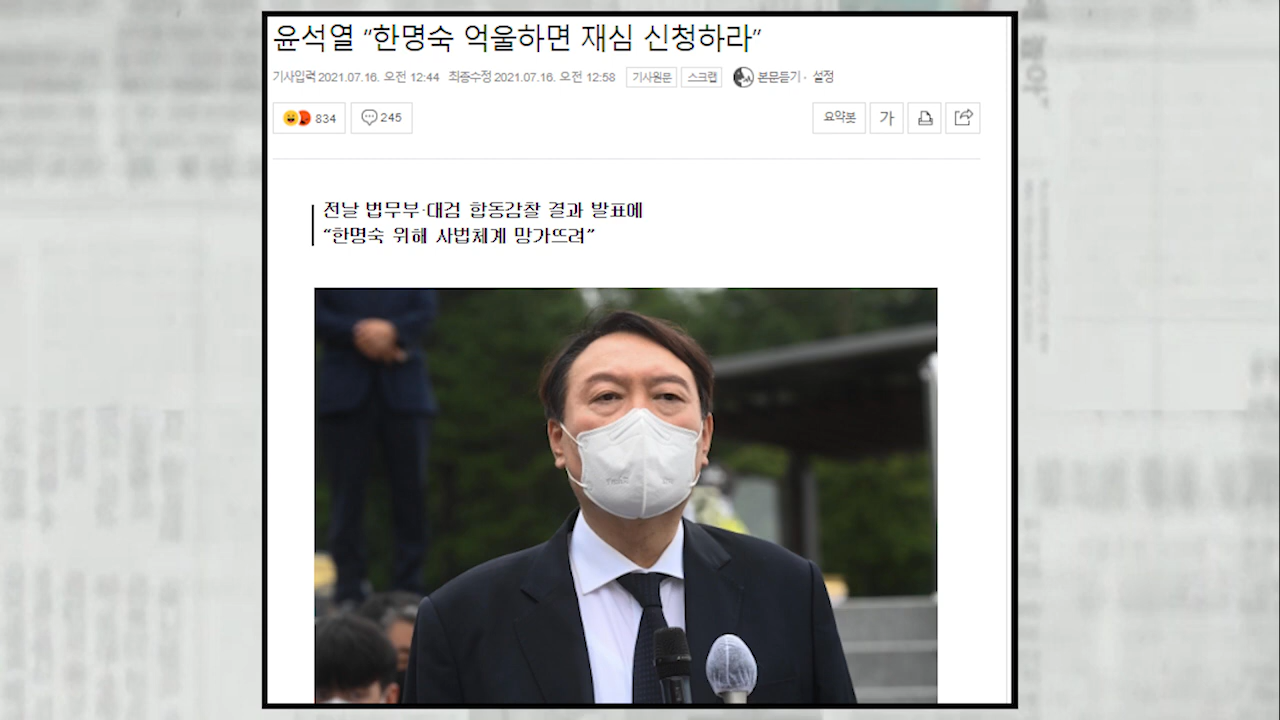 윤석열 “한명숙 억울하면 재심 신청하라”
기사입력 2021.07.16. 오전 12:44 최종수정 2021.07.16. 오전 12:58 기사원문 스크랩 본문듣기 · 설정
834 245 요약봇 가
전날 법무부·대검 합동감찰 결과 발표에
“한명숙 위해 사법체계 망가뜨려”